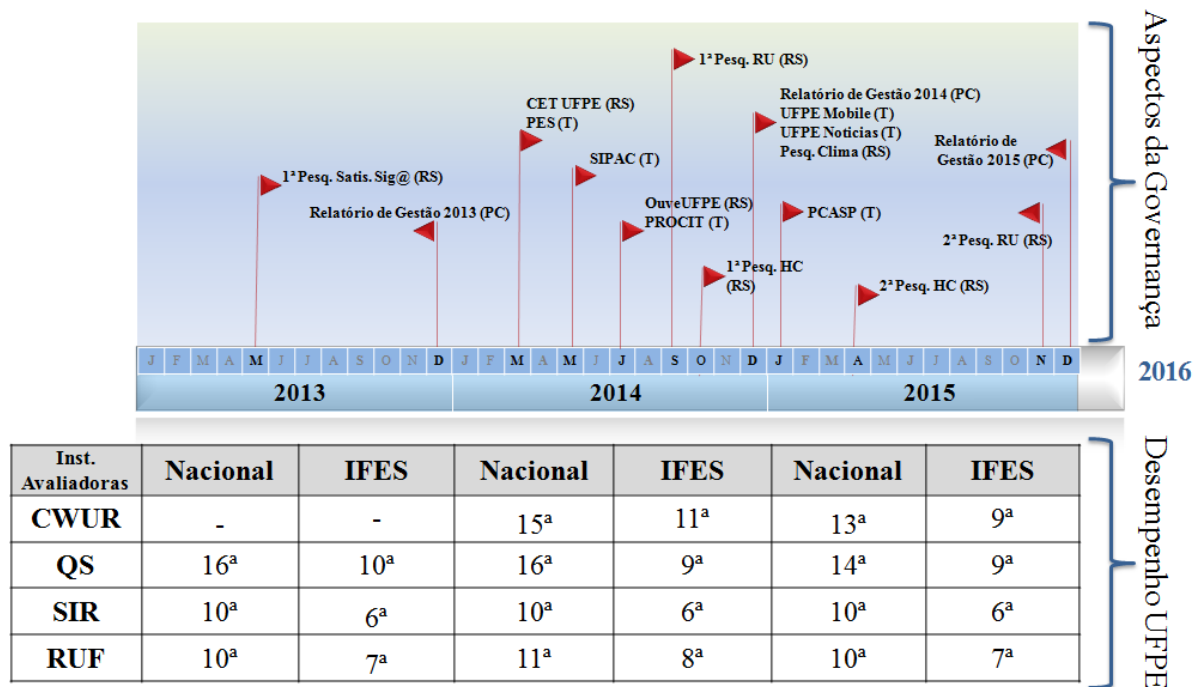 Aspectos da Governança
1ª Pesq. RU (RS)
CET UFPE (RS)
PES (T)
Relatório de Gestão 2014 (PC)
UFPE Mobile (T)
UFPE Noticias (T)
Pesq. Clima (RS)
Relatório de
Gestão 2015 (PC)
SIPAC (T)
1ª Pesq. Satis. Sig@ (RS)
Relatório de Gestão 2013 (PC)
OuveUFPE (RS)
PROCIT (T)
PCASP (T)
2ª Pesq. RU (RS)
1ª Pesq. HC
(RS)
2ª Pesq. HC (RS)
J F M A M J J A S O N D J F M A M J J A S O N D J F M A M J J A S O N D
2013 2014 2015 2016
Inst. Avaliadoras Nacional IFES Nacional IFES Nacional IFES
CWUR - - 15ª 11ª 13ª 9ª
QS 16ª 10ª 16ª 9ª 14ª 9ª
SIR 10ª 6ª 10ª 6ª 10ª 6ª
RUF 10ª 7ª 11ª 8ª 10ª 7ª
Desempenho UFPE